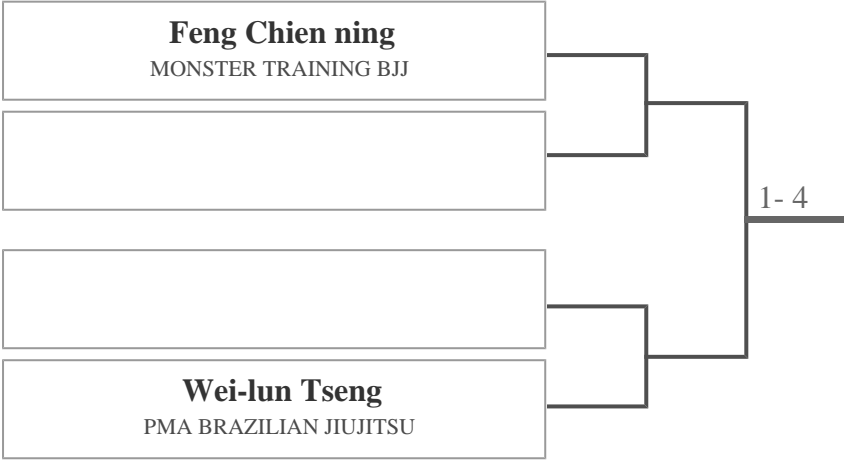 Feng Chien ning
MONSTER TRAINING BJJ
1- 4
Wei-lun Tseng
PMA BRAZILIAN JIUJITSU